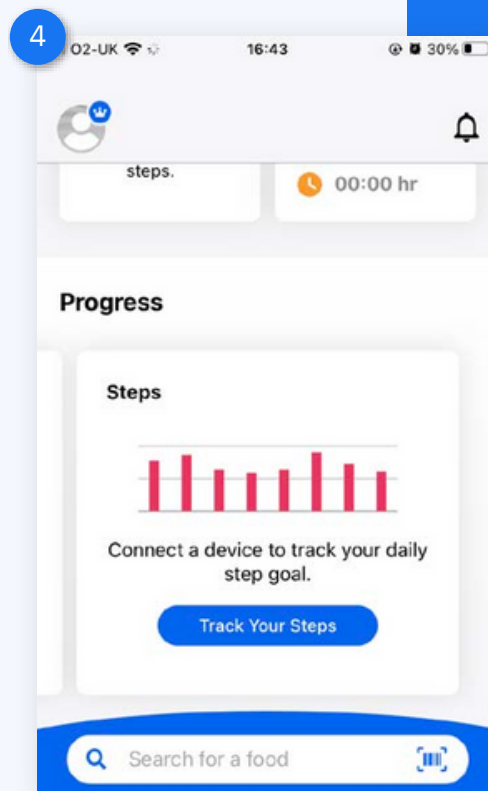 4
O2-UK 16:43 30%
steps.
00:00 hr
Progress
Steps
Connect a device to track your daily
step goal.
Track Your Steps
Search for a food